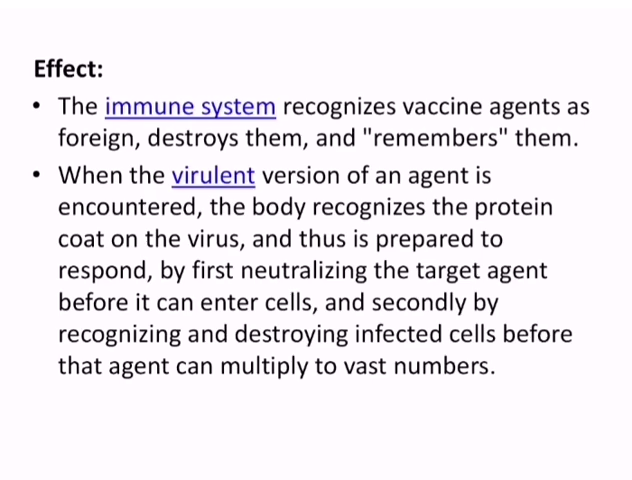 Effect:
• The immune system recognizes vaccine agents as
foreign, destroys them, and "remembers" them.
• When the virulent version of an agent is
encountered, the body recognizes the protein
coat on the virus, and thus is prepared to
respond, by first neutralizing the target agent
before it can enter cells, and secondly by
recognizing and destroying infected cells before
that agent can multiply to vast numbers.